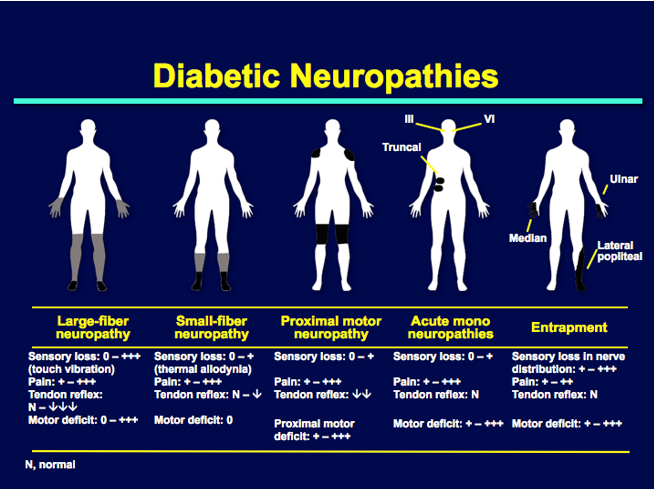 Diabetic Neuropathies
III
VI
Truncal
Ulnar
Median
Lateral
popliteal
Large-fiber
neuropathy
Sensory loss: 0 – +++
(touch vibration)
Pain: + – +++
Tendon reflex:
N – ↓↓↓
Motor deficit: 0 – +++
Small-fiber
neuropathy
Sensory loss: 0 – +
(thermal allodynia)
Pain: + – +++
Tendon reflex: N – ↓
Motor deficit: 0
Proximal motor
neuropathy
Sensory loss: 0 – +
Pain: + – +++
Tendon reflex: ↓↓
Proximal motor
deficit: + – +++
Acute mono
neuropathies
Sensory loss: 0 – +
Pain: + – +++
Tendon reflex: N
Motor deficit: + – +++
Entrapment
Sensory loss in nerve
distribution: + – +++
Pain: + – ++
Tendon reflex: N
Motor deficit: + – +++
N, normal